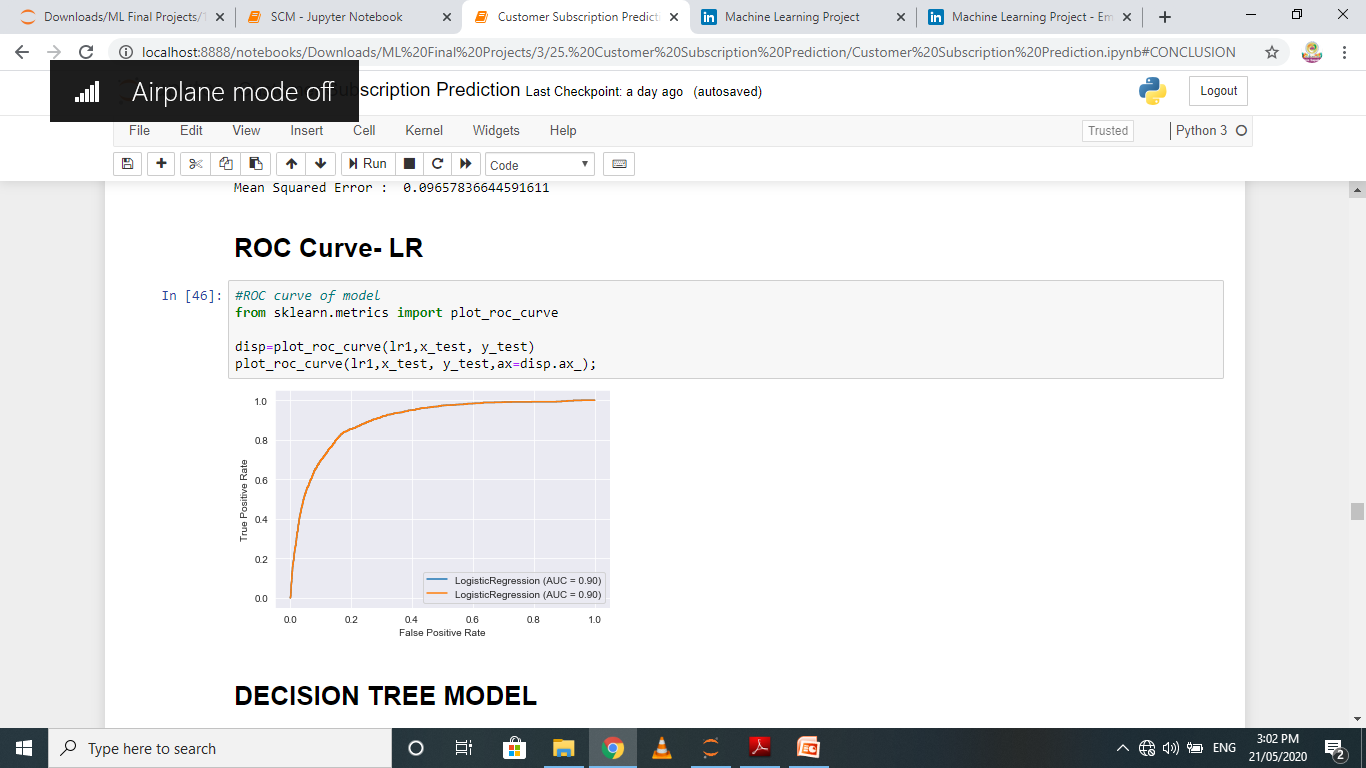 Downloads/ML Final Projects/
SCM - Jupyter Notebook
Customer Subscription Predict
Machine Learning Project
Machine Learning Project - Em
localhost:8888/notebooks/Downloads/ML%20Final%20Projects/3/25.%20Customer%20Subscription%20Prediction/Customer%20Subscription%20Prediction.ipynb#CONCLUSION
Airplane mode off
scription Prediction Last Checkpoint: a day ago (autosaved)
Logout
File Edit View Insert Cell Kernel Widgets Help
Trusted
Python 3
Run
Code
Mean Squared Error :  0.09657836644591611
ROC Curve- LR
In [46]:
#ROC curve of model
from sklearn.metrics import plot_roc_curve
disp=plot_roc_curve(lr1,x_test, y_test)
plot_roc_curve(lr1,x_test, y_test,ax=disp.ax_);
1.0
0.8
0.6
0.4
0.2
0.0
True Positive Rate
LogisticRegression (AUC = 0.90)
LogisticRegression (AUC = 0.90)
0.0 0.2 0.4 0.6 0.8 1.0
False Positive Rate
DECISION TREE MODEL
Type here to search
ENG
3:02 PM
21/05/2020
2